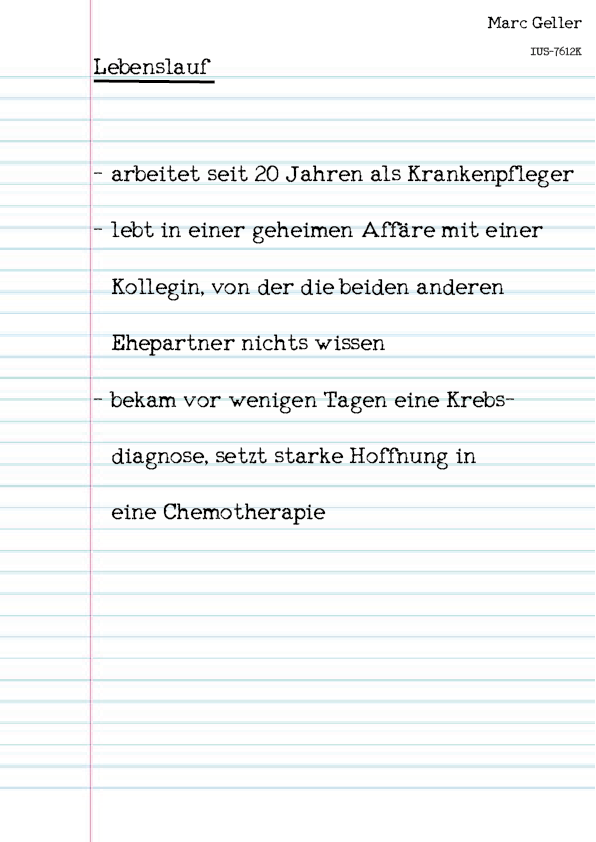 Marc Geller
IUS-7612K
Lebenslauf
- arbeitet seit 20 Jahren als Krankenpfleger
- lebt in einer geheimen Affäre mit einer
Kollegin, von der die beiden anderen
Ehepartner nichts wissen
- bekam vor wenigen Tagen eine Krebs-
diagnose, setzt starke Hoffnung in
eine Chemotherapie